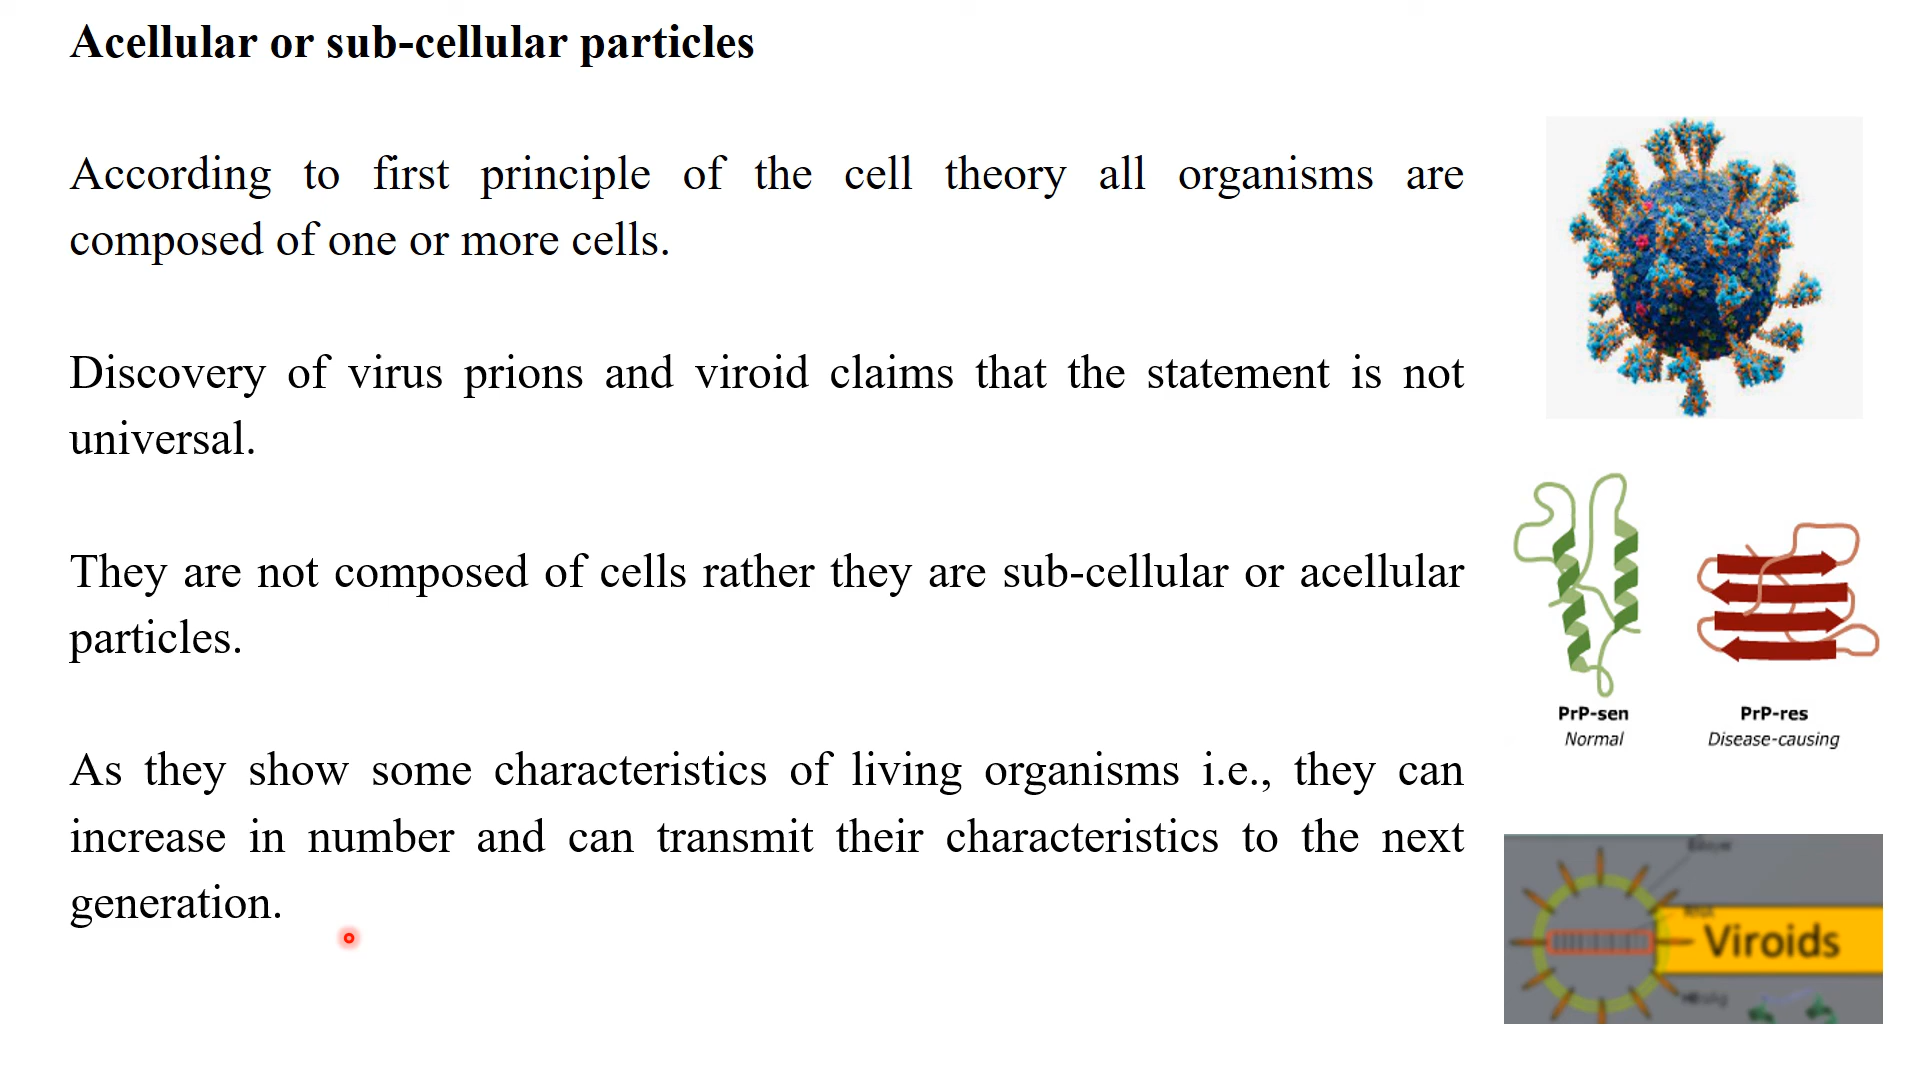 Acellular or sub-cellular particles
According to first principle of the cell theory all organisms are
composed of one or more cells.
Discovery of virus prions and viroid claims that the statement is not
universal.
They are not composed of cells rather they are sub-cellular or acellular
particles.
As they show some characteristics of living organisms i.e., they can
increase in number and can transmit their characteristics to the next
generation.
PrP-sen
Normal
PrP-res
Disease-causing
RNA
Viroids